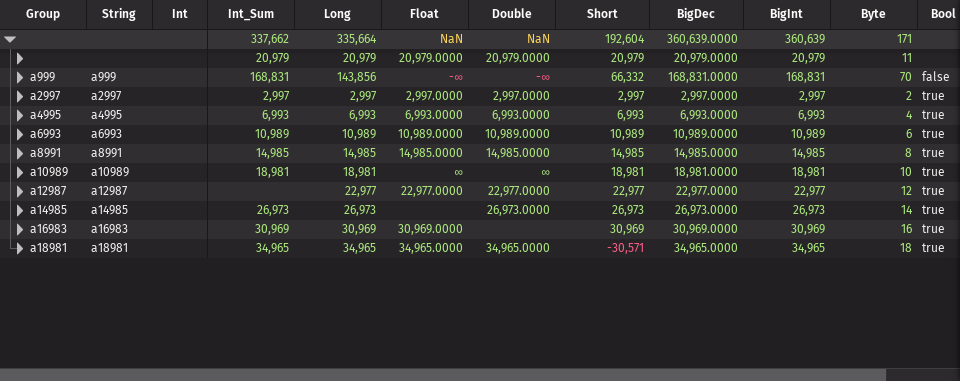 Group String Int Int_Sum Long Float Double Short BigDec BigInt Byte Bool
337,662 335,664 NaN NaN 192,604 360,639.0000 360,639 171
20,979 20,979 20,979.0000 20,979.0000 20,979 20,979.0000 20,979 11
a999 a999 168,831 143,856 -∞ -∞ 66,332 168,831.0000 168,831 70 false
a2997 a2997 2,997 2,997 2,997.0000 2,997.0000 2,997 2,997.0000 2,997 2 true
a4995 a4995 6,993 6,993 6,993.0000 6,993.0000 6,993 6,993.0000 6,993 4 true
a6993 a6993 10,989 10,989 10,989.0000 10,989.0000 10,989 10,989.0000 10,989 6 true
a8991 a8991 14,985 14,985 14,985.0000 14,985.0000 14,985 14,985.0000 14,985 8 true
a10989 a10989 18,981 18,981 ∞ ∞ 18,981 18,981.0000 18,981 10 true
a12987 a12987 22,977 22,977.0000 22,977.0000 22,977 22,977.0000 22,977 12 true
a14985 a14985 26,973 26,973 26,973.0000 26,973 26,973.0000 26,973 14 true
a16983 a16983 30,969 30,969 30,969.0000 30,969 30,969.0000 30,969 16 true
a18981 a18981 34,965 34,965 34,965.0000 34,965.0000 -30,571 34,965.0000 34,965 18 true